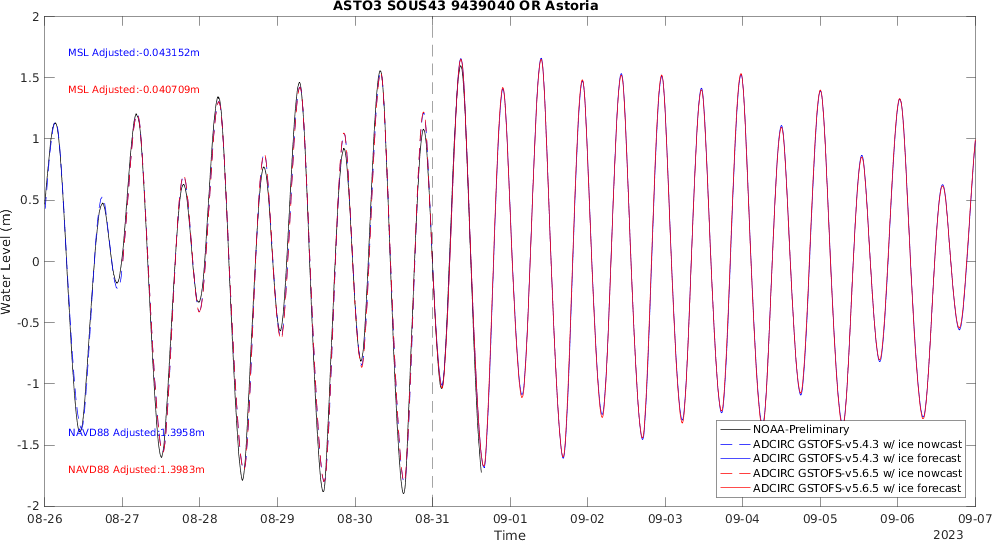 ASTO3 SOUS43 9439040 OR Astoria
MSL Adjusted:-0.043152m
MSL Adjusted:-0.040709m
NAVD88 Adjusted:1.3958m
NAVD88 Adjusted:1.3983m
Water Level (m)
2
1.5
1
0.5
0
-0.5
-1
-1.5
-2
NOAA-Preliminary
ADCIRC GSTOFS-v5.4.3 w/ ice nowcast
ADCIRC GSTOFS-v5.4.3 w/ ice forecast
ADCIRC GSTOFS-v5.6.5 w/ ice nowcast
ADCIRC GSTOFS-v5.6.5 w/ ice forecast
08-26 08-27 08-28 08-29 08-30 08-31 09-01 09-02 09-03 09-04 09-05 09-06 09-07
Time
2023